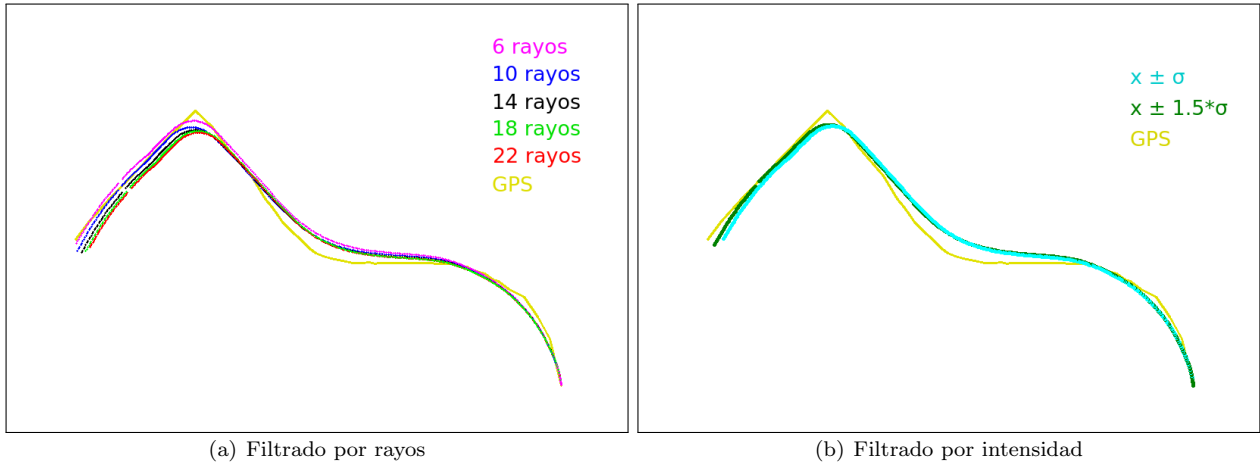 6 rayos
10 rayos
14 rayos
18 rayos
22 rayos
GPS
(a) Filtrado por rayos
x ± σ
x ± 1.5*σ
GPS
(b) Filtrado por intensidad